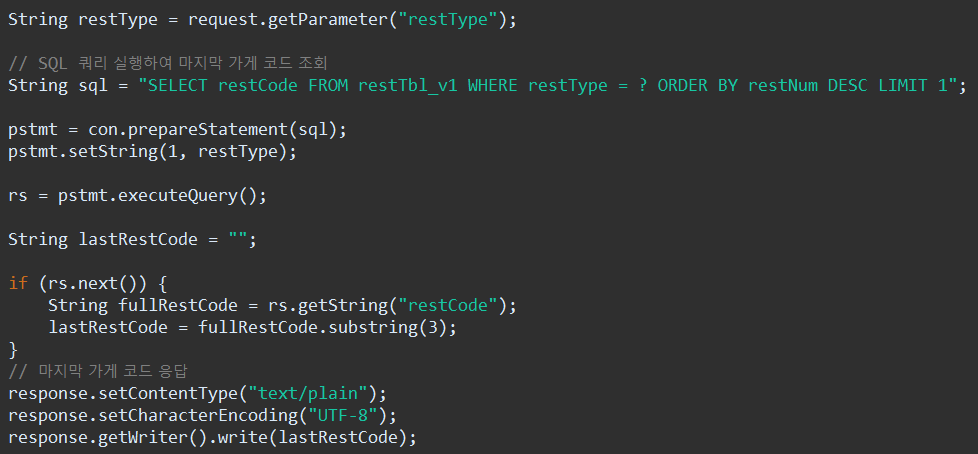 String restType = request.getParameter("restType");
// SQL 쿼리 실행하여 마지막 가게 코드 조회
String sql = "SELECT restCode FROM restTbl_v1 WHERE restType = ? ORDER BY restNum DESC LIMIT 1";
pstmt = con.prepareStatement(sql);
pstmt.setString(1, restType);
rs = pstmt.executeQuery();
String lastRestCode = "";
if (rs.next()) {
    String fullRestCode = rs.getString("restCode");
    lastRestCode = fullRestCode.substring(3);
}
// 마지막 가게 코드 응답
response.setContentType("text/plain");
response.setCharacterEncoding("UTF-8");
response.getWriter().write(lastRestCode);